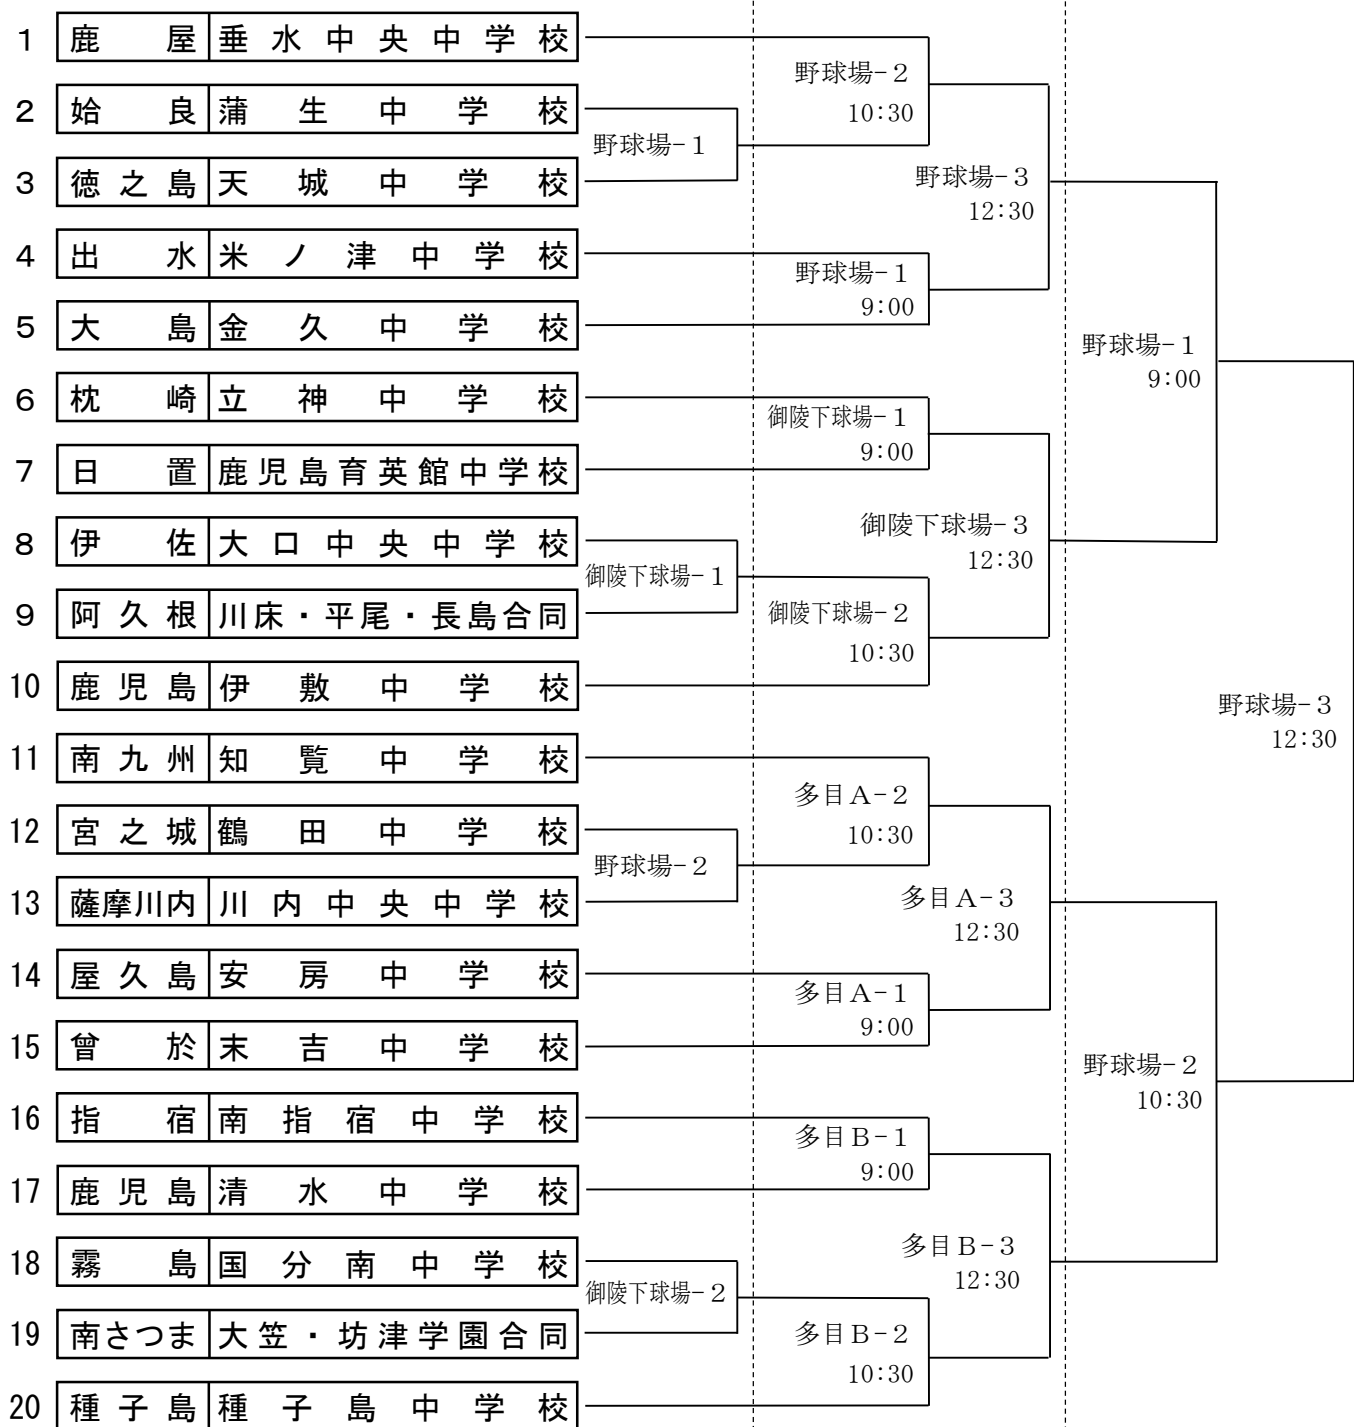 1 鹿屋 垂水中央中学校
野球場-2
10:30
2 姶良 蒲生中学校
野球場-1
3 徳之島 天城中学校
野球場-3
12:30
4 出水 米ノ津中学校
野球場-1
9:00
5 大島 金久中学校
野球場-1
9:00
6 枕崎 立神中学校
御陵下球場-1
9:00
7 日置 鹿児島育英館中学校
8 伊佐 大口中央中学校
御陵下球場-3
12:30
御陵下球場-1
9 阿久根 川床・平尾・長島合同
御陵下球場-2
10:30
10 鹿児島 伊敷中学校
野球場-3
12:30
11 南九州 知覧中学校
多目A-2
10:30
12 宮之城 鶴田中学校
野球場-2
13 薩摩川内 川内中央中学校
多目A-3
12:30
14 屋久島 安房中学校
多目A-1
9:00
15 曾於 末吉中学校
野球場-2
10:30
16 指宿 南指宿中学校
多目B-1
9:00
17 鹿児島 清水中学校
18 霧島 国分南中学校
多目B-3
12:30
御陵下球場-2
19 南さつま 大笠・坊津学園合同
多目B-2
10:30
20 種子島 種子島中学校